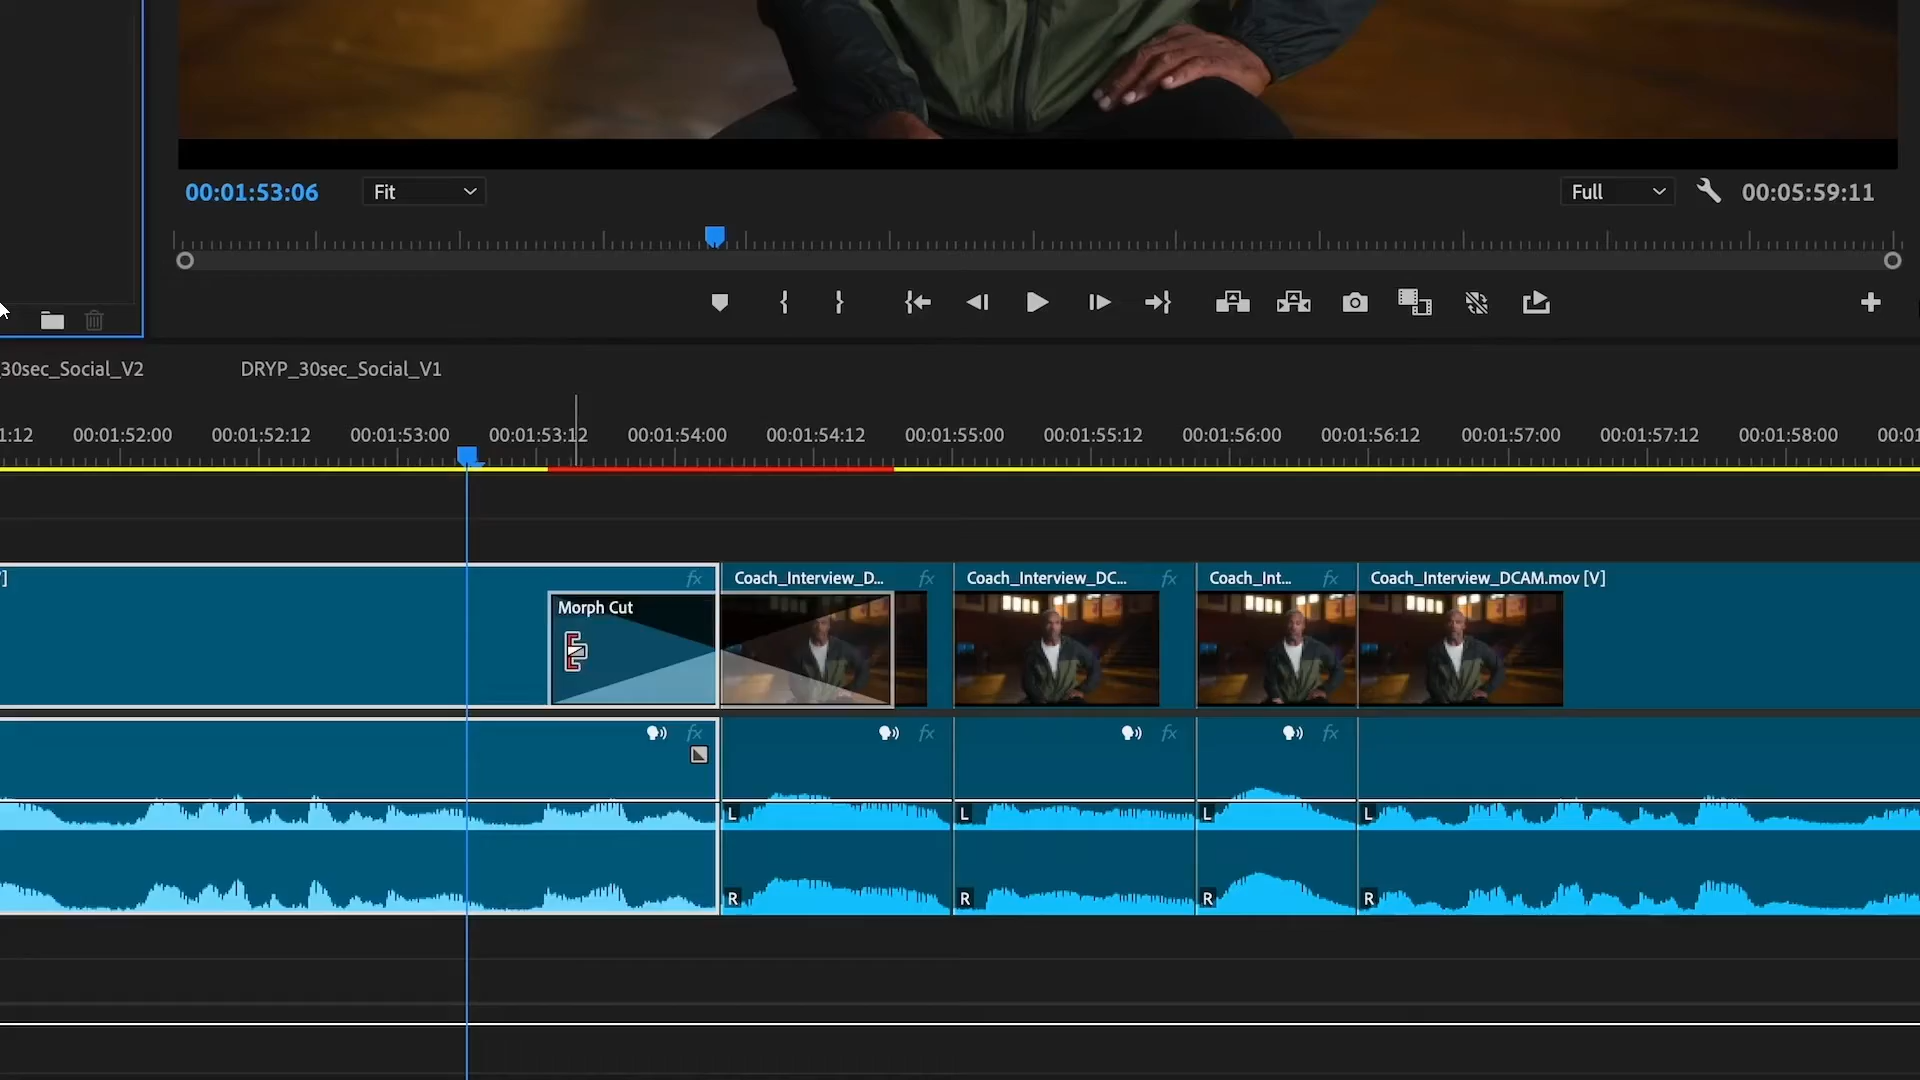 00:01:53:06 Fit Full 00:05:59:11
30sec_Social_V2 DRYP_30sec_Social_V1
1:12 00:01:52:00 00:01:52:12 00:01:53:00 00:01:53:12 00:01:54:00 00:01:54:12 00:01:55:00 00:01:55:12 00:01:56:00 00:01:56:12 00:01:57:00 00:01:57:12 00:01:58:00 00:01
] fx Coach_Interview_D... fx Coach_Interview_DC... fx Coach_Int... fx Coach_Interview_DCAM.mov [V]
Morph Cut
fx fx fx fx
L L L L
R R R R